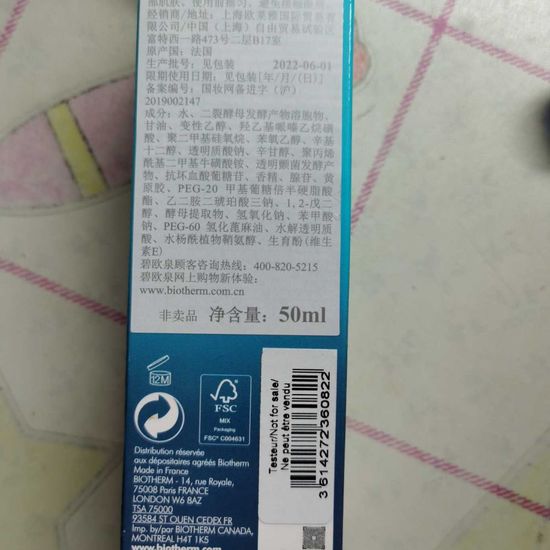 经销商/地址: 上海欧莱雅国际贸易有
限公司/中国（上海）自由贸易试验区
富特西一路473号二层B17室
原产国: 法国
生产批号: 见包装 2022-06-01
限期使用日期: 见包装[年/月/(日)]
备案编号: 国妆网备进字（沪）
2019002147
成分: 水、二裂酵母发酵产物溶胞物、
甘油、变性乙醇、羟乙基哌嗪乙烷磺
酸、聚二甲基硅氧烷、苯氧乙醇、辛基
十二醇、透明质酸钠、辛甘醇、聚丙烯
酰基二甲基牛磺酸铵、透明颤菌发酵产
物、抗坏血酸葡糖苷、香精、腺苷、黄
原胶、PEG-20 甲基葡糖倍半硬脂酸
酯、乙二胺二琥珀酸三钠、1, 2-戊二
醇、酵母提取物、氢氧化钠、苯甲酸
钠、PEG-60 氢化蓖麻油、水解透明质
酸、水杨酰植物鞘氨醇、生育酚(维生
素E)
碧欧泉顾客咨询热线: 400-820-5215
碧欧泉网上购物新体验:
www.biotherm.com.cn
非卖品 净含量: 50ml
12M
FSC
MIX
Packaging
FSC® C004631
Distribution réservée
aux dépositaires agréés Biotherm
Made in France
BIOTHERM - 14, rue Royale,
75008 Paris FRANCE
LONDON W6 8AZ
TSA 75000
93584 ST OUEN CEDEX FR
Imp. by/par BIOTHERM CANADA,
MONTREAL H4T 1K5
www.biotherm.com
Testeur/Not for sale/
Ne peut être vendu
3 614272 360822